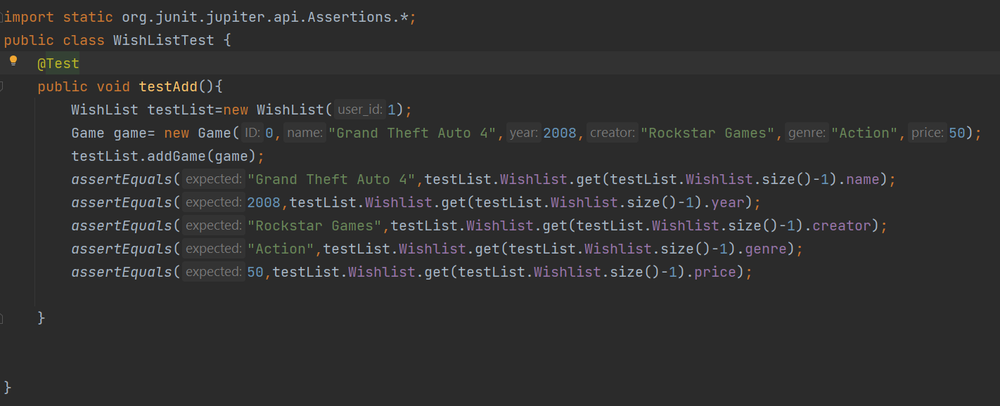 import static org.junit.jupiter.api.Assertions.*;
public class WishListTest {
@Test
public void testAdd(){
WishList testList=new WishList( user_id: 1);
Game game= new Game( ID: 0, name: "Grand Theft Auto 4", year: 2008, creator: "Rockstar Games", genre: "Action", price: 50);
testList.addGame(game);
assertEquals( expected: "Grand Theft Auto 4",testList.Wishlist.get(testList.Wishlist.size()-1).name);
assertEquals( expected: 2008,testList.Wishlist.get(testList.Wishlist.size()-1).year);
assertEquals( expected: "Rockstar Games",testList.Wishlist.get(testList.Wishlist.size()-1).creator);
assertEquals( expected: "Action",testList.Wishlist.get(testList.Wishlist.size()-1).genre);
assertEquals( expected: 50,testList.Wishlist.get(testList.Wishlist.size()-1).price);
}
}